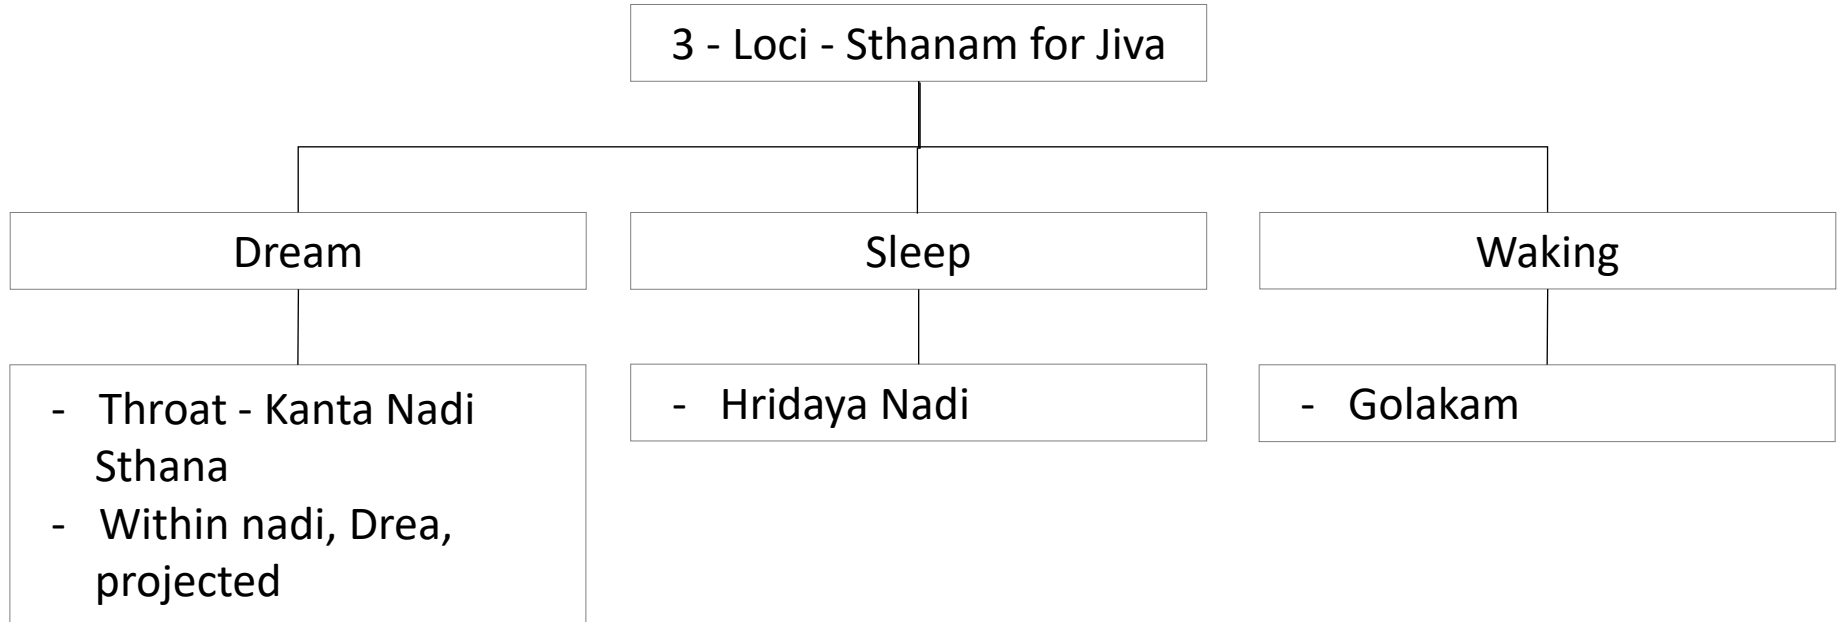 3 - Loci - Sthanam for Jiva
Dream
Sleep
Waking
- Throat - Kanta Nadi
Sthana
- Within nadi, Drea,
projected
- Hridaya Nadi
- Golakam